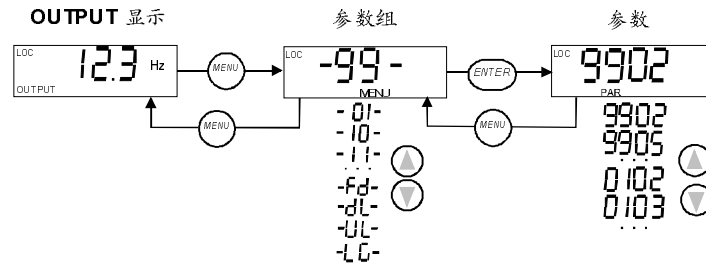 OUTPUT 显示
参数组
参数
LOC
12.3 Hz
OUTPUT
MENU
MENU
LOC
-99-
MENU
ENTER
MENU
LOC
9902
PAR
-01-
-10-
-11-
...
-Fd-
-dL-
-UL-
-LG-
9902
9905
...
0102
0103
...